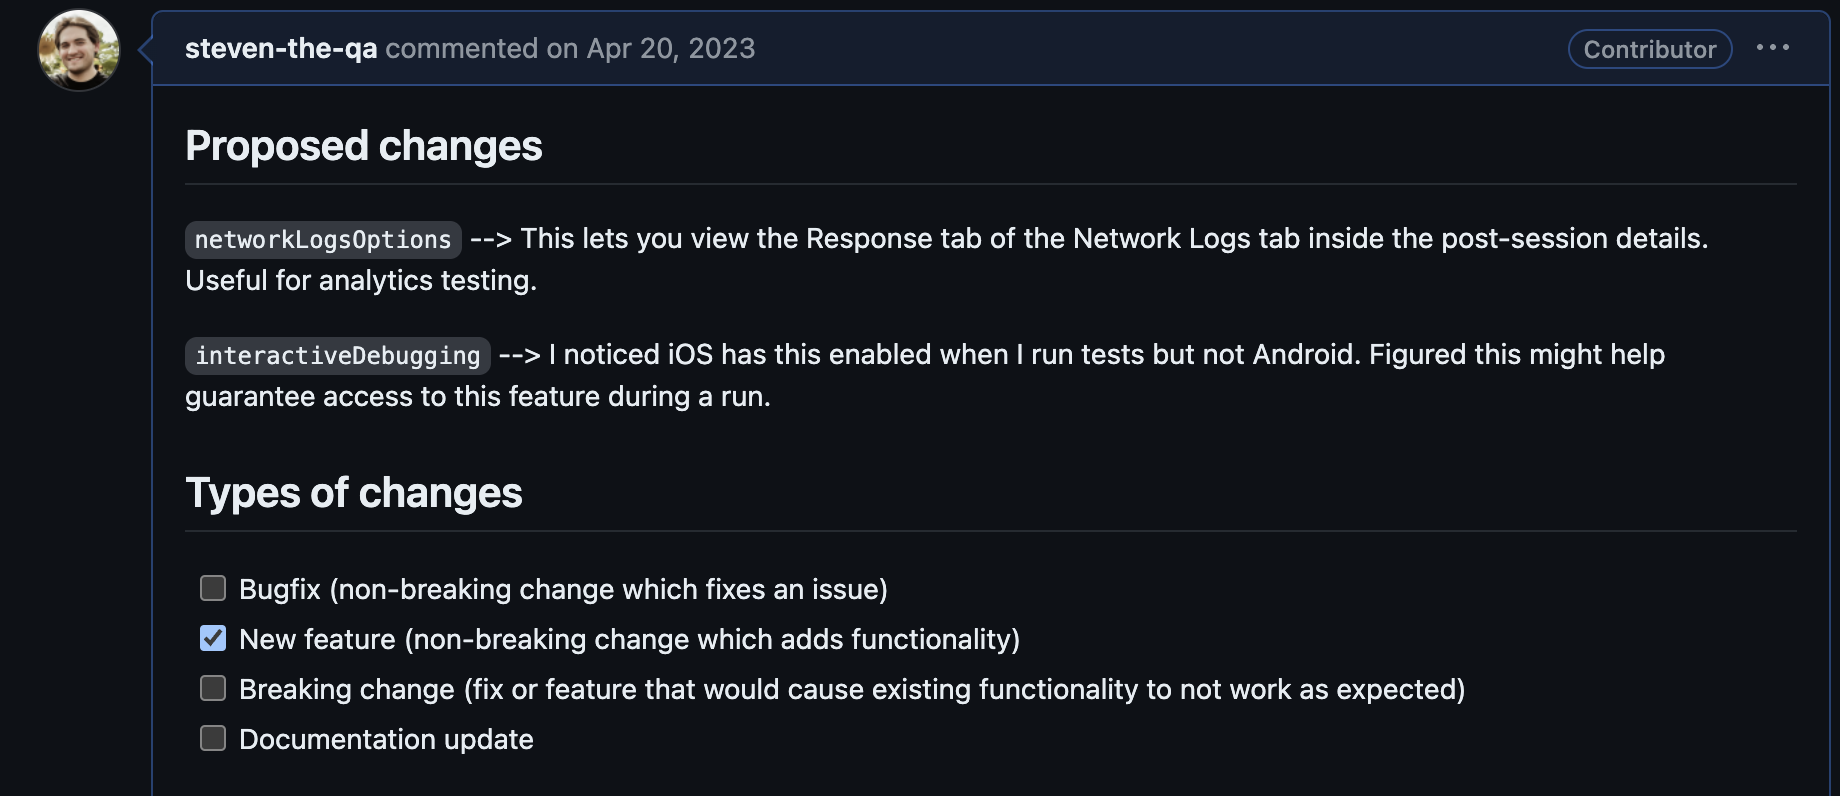 steven-the-qa commented on Apr 20, 2023
Contributor
Proposed changes
networkLogsOptions --> This lets you view the Response tab of the Network Logs tab inside the post-session details.
Useful for analytics testing.
interactiveDebugging --> I noticed iOS has this enabled when I run tests but not Android. Figured this might help
guarantee access to this feature during a run.
Types of changes
Bugfix (non-breaking change which fixes an issue)
New feature (non-breaking change which adds functionality)
Breaking change (fix or feature that would cause existing functionality to not work as expected)
Documentation update